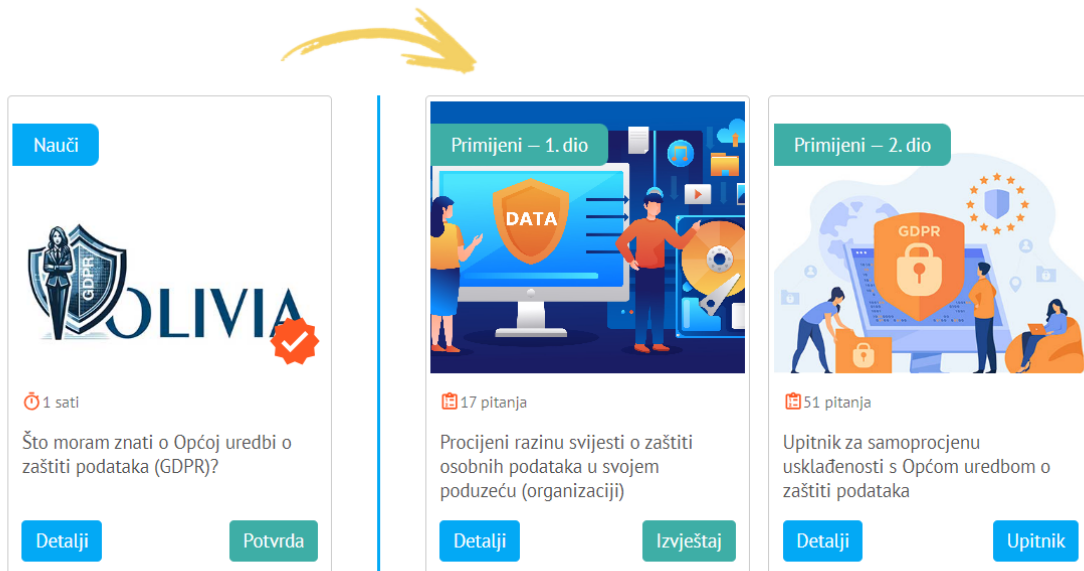 Nauči
GDPR
OLIVIA
1 sati
Što moram znati o Općoj uredbi o
zaštiti podataka (GDPR)?
Detalji
Potvrda
Primijeni – 1. dio
DATA
17 pitanja
Procijeni razinu svijesti o zaštiti
osobnih podataka u svojem
poduzeću (organizaciji)
Detalji
Izvještaj
Primijeni – 2. dio
GDPR
51 pitanja
Upitnik za samoprocjenu
usklađenosti s Općom uredbom o
zaštiti podataka
Detalji
Upitnik